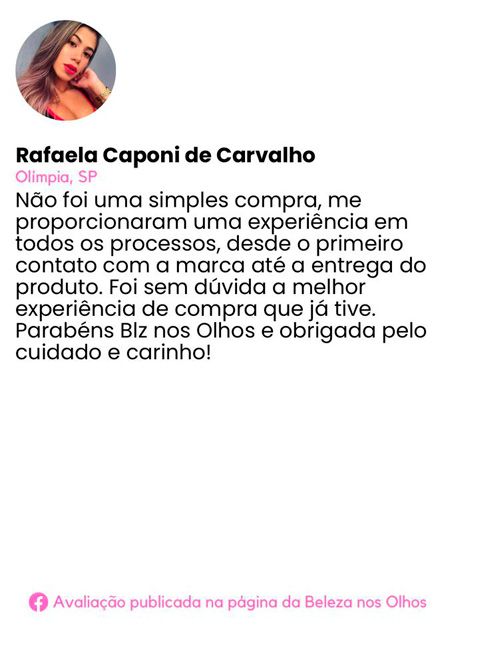 Rafaela Caponi de Carvalho
Olímpia, SP
Não foi uma simples compra, me
proporcionaram uma experiência em
todos os processos, desde o primeiro
contato com a marca até a entrega do
produto. Foi sem dúvida a melhor
experiência de compra que já tive.
Parabéns Blz nos Olhos e obrigada pelo
cuidado e carinho!
Avaliação publicada na página da Beleza nos Olhos